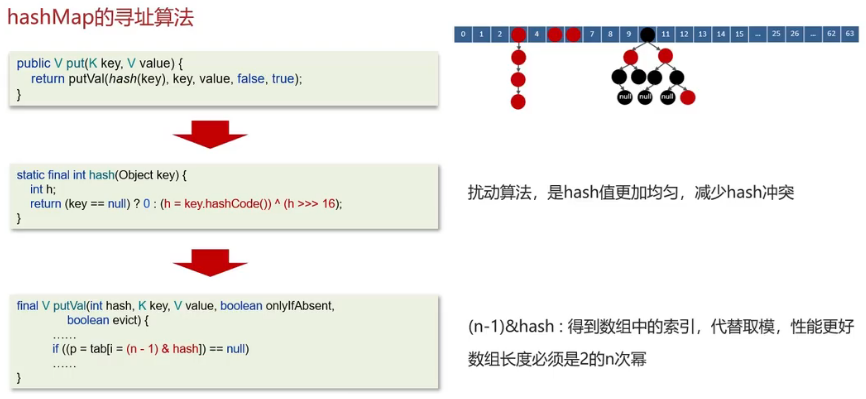 hashMap的寻址算法
0 1 2 4 7 8 9 11 12 13 14 15 ... 25 26 ... 62 63
public V put(K key, V value) {
return putVal(hash(key), key, value, false, true);
}
null null null
static final int hash(Object key) {
int h;
return (key == null) ? 0 : (h = key.hashCode()) ^ (h >>> 16);
}
扰动算法，是hash值更加均匀，减少hash冲突
final V putVal(int hash, K key, V value, boolean onlyIfAbsent,
boolean evict) {
......
if ((p = tab[i = (n - 1) & hash]) == null)
......
}
(n-1)&hash : 得到数组中的索引，代替取模，性能更好
数组长度必须是2的n次幂